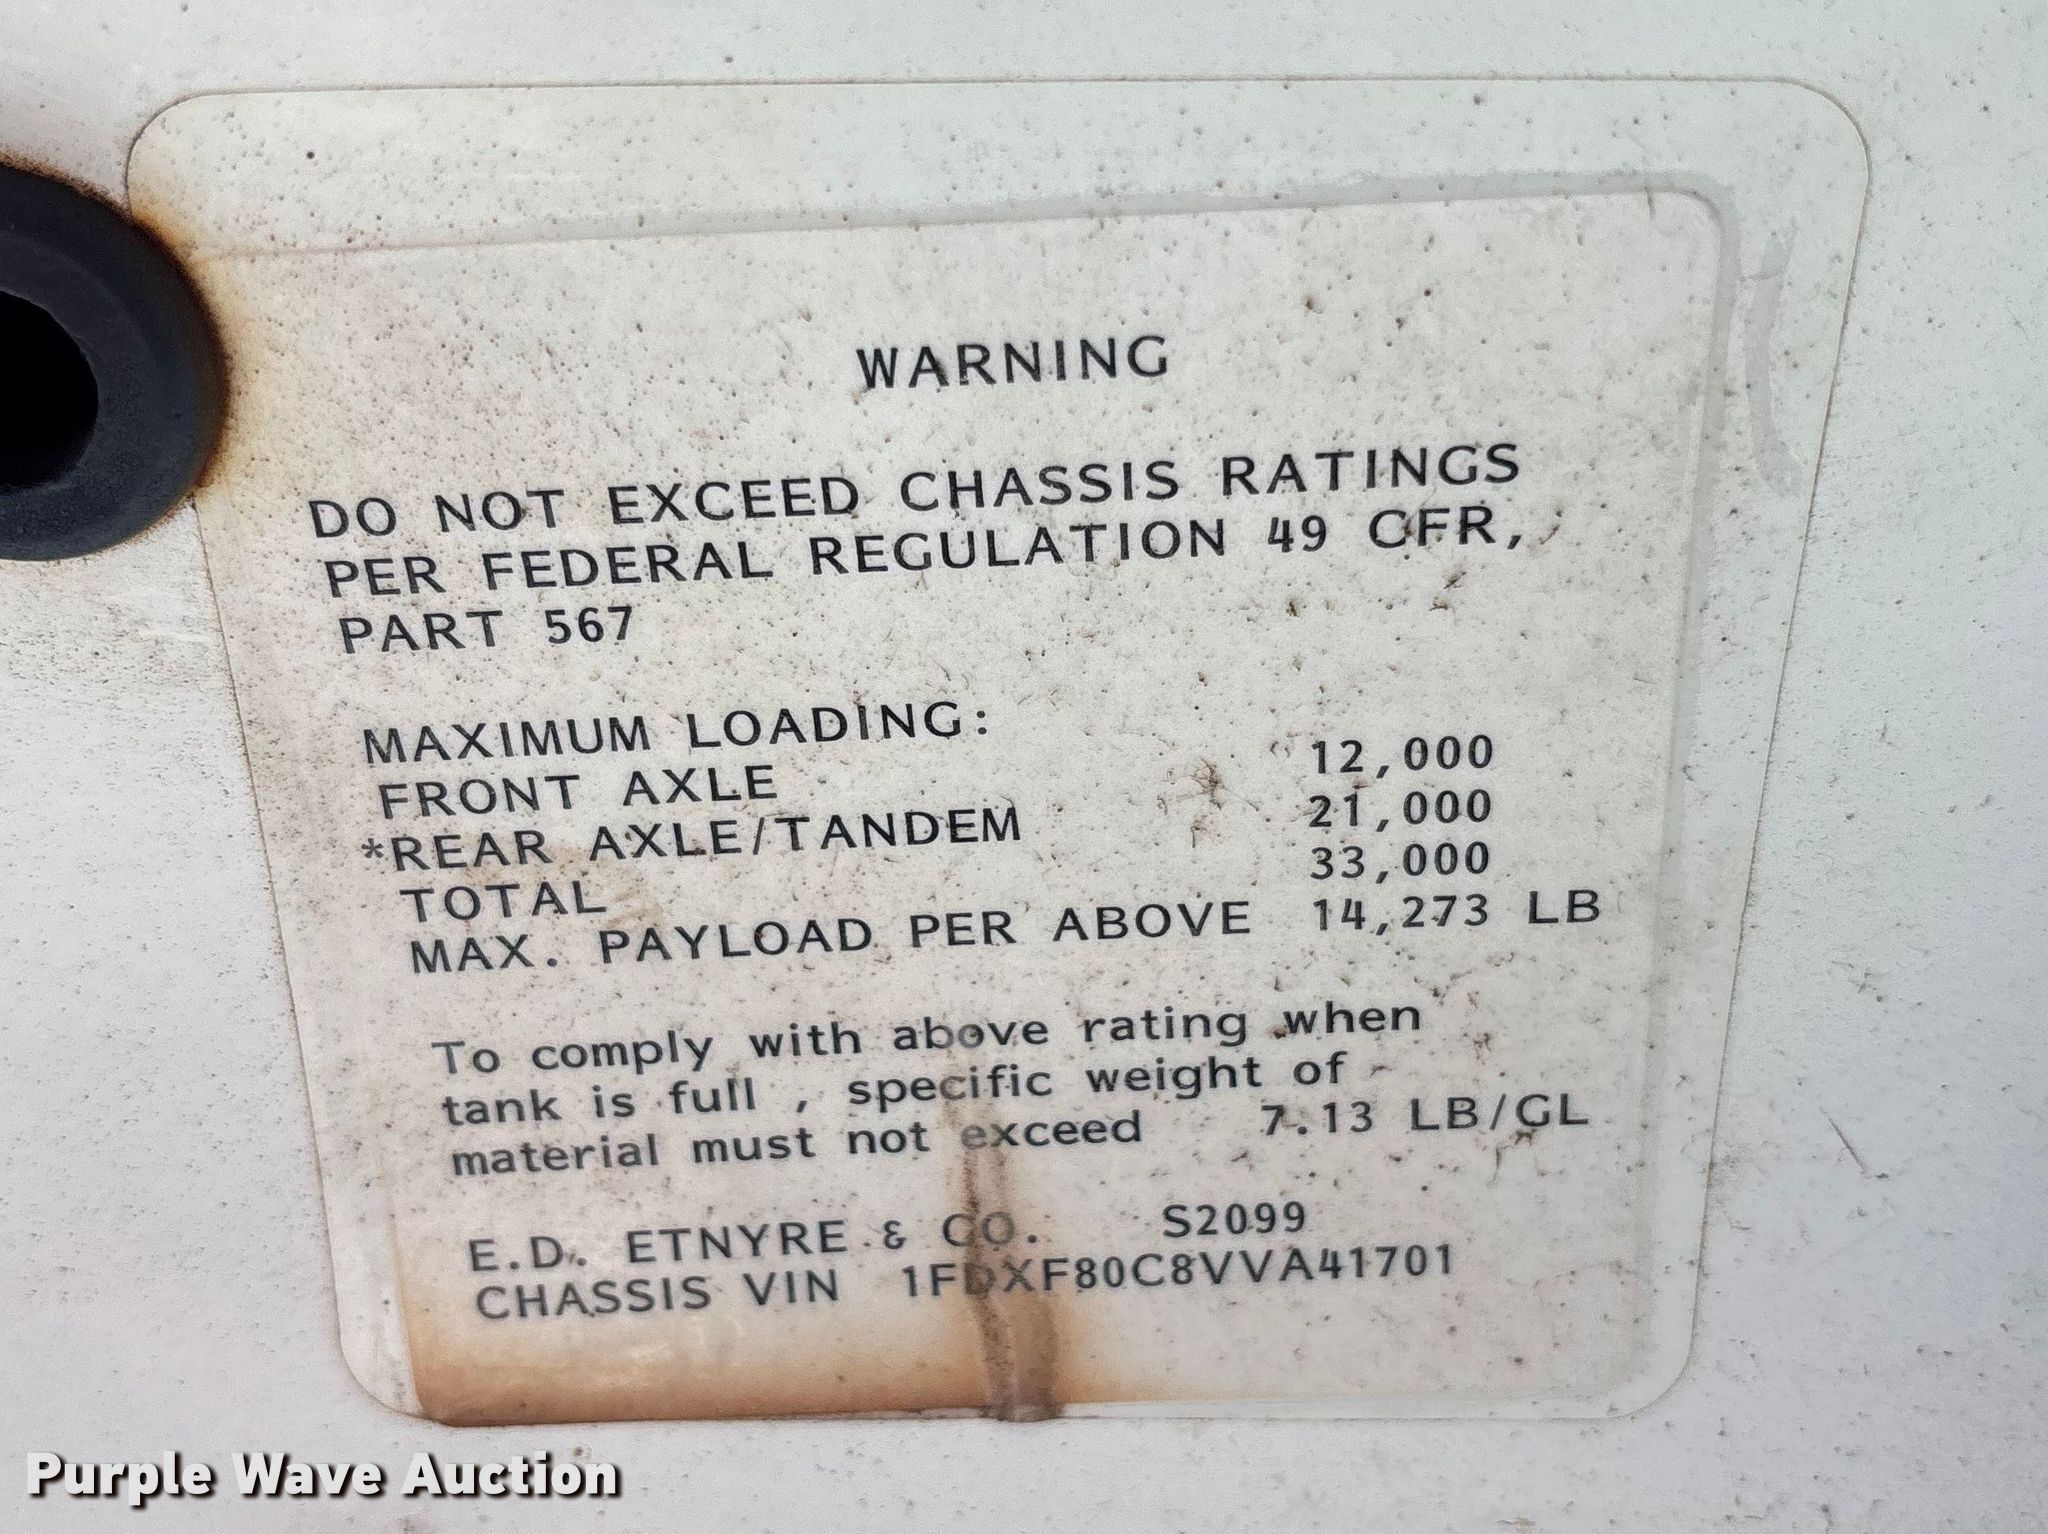 WARNING
DO NOT EXCEED CHASSIS RATINGS
PER FEDERAL REGULATION 49 CFR,
PART 567
MAXIMUM LOADING:
FRONT AXLE 12,000
*REAR AXLE/TANDEM 21,000
TOTAL 33,000
MAX. PAYLOAD PER ABOVE 14,273 LB
To comply with above rating when
tank is full , specific weight of
material must not exceed 7.13 LB/GL
E.D. ETNYRE & CO. S2099
CHASSIS VIN 1FDXF80C8VVA41701
Purple Wave Auction